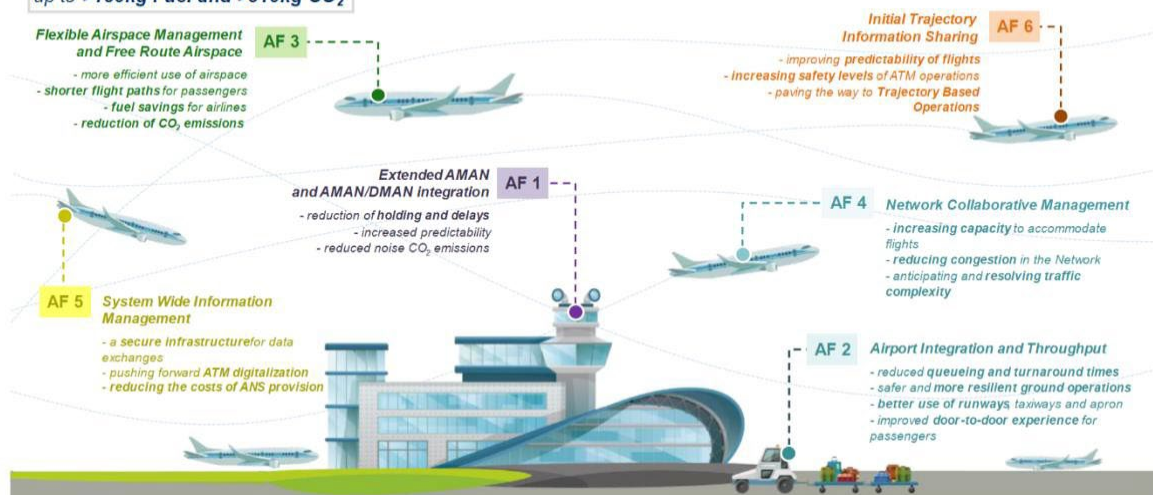 up to
Fuel and
CO2
Flexible Airspace Management
and Free Route Airspace
AF 3
- more efficient use of airspace
- shorter flight paths for passengers
- fuel savings for airlines
- reduction of CO2 emissions
Initial Trajectory
Information Sharing
AF 6
- improving predictability of flights
- increasing safety levels of ATM operations
- paving the way to Trajectory Based
Operations
Extended AMAN
and AMAN/DMAN integration
AF 1
- reduction of holding and delays
- increased predictability
- reduced noise CO2 emissions
AF 4
Network Collaborative Management
- increasing capacity to accommodate
flights
- reducing congestion in the Network
- anticipating and resolving traffic
complexity
AF 5
System Wide Information
Management
- a secure infrastructurefor data
exchanges
- pushing forward ATM digitalization
- reducing the costs of ANS provision
AF 2
Airport Integration and Throughput
- reduced queueing and turnaround times
- safer and more resilient ground operations
- better use of runways, taxiways and apron
- improved door-to-door experience for
passengers